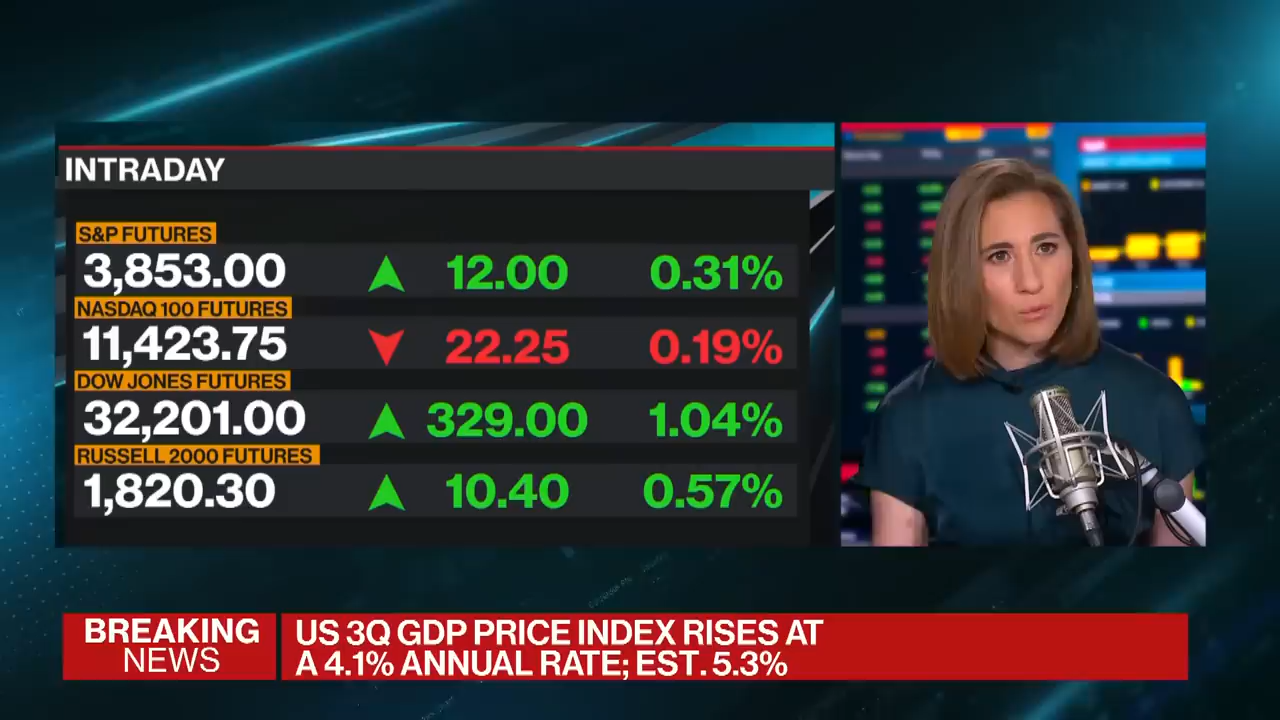 INTRADAY
S&P FUTURES
3,853.00 12.00 0.31%
NASDAQ 100 FUTURES
11,423.75 22.25 0.19%
DOW JONES FUTURES
32,201.00 329.00 1.04%
RUSSELL 2000 FUTURES
1,820.30 10.40 0.57%
BREAKING
NEWS
US 3Q GDP PRICE INDEX RISES AT
A 4.1% ANNUAL RATE; EST. 5.3%